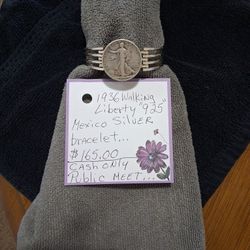 1936 Walking
Liberty "925"
Mexico SILVER
bracelet...
$165.00
CASH ONLY
Public MEET...